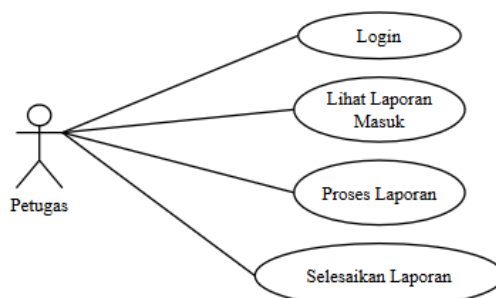 Login
Lihat Laporan
Masuk
Petugas
Proses Laporan
Selesaikan Laporan